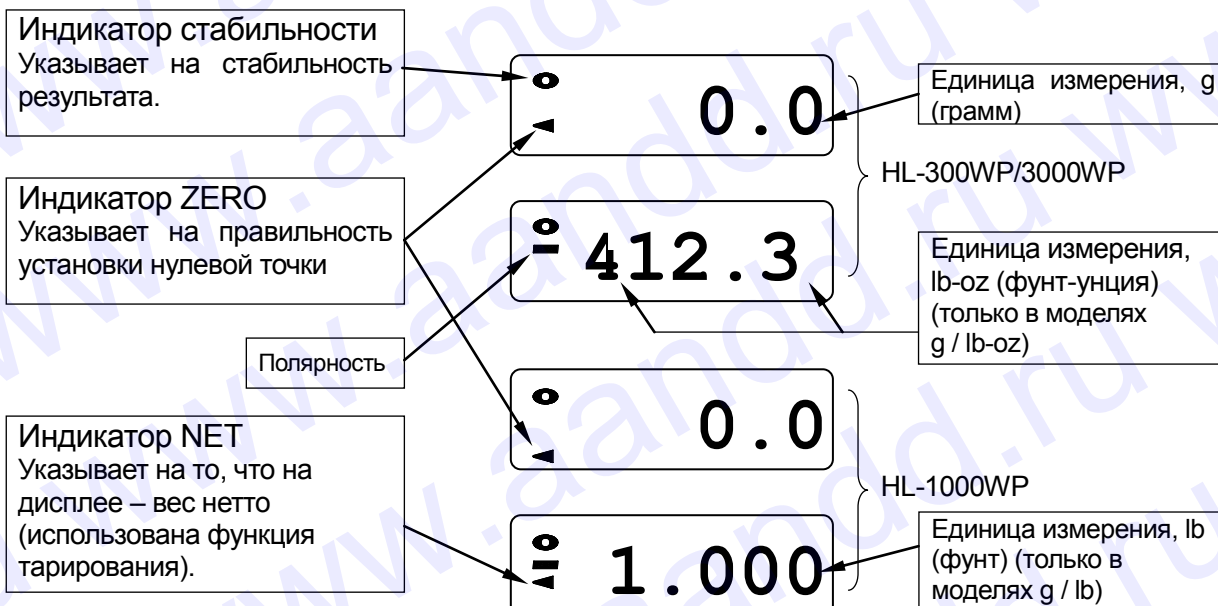 Индикатор стабильности
Указывает на стабильность
результата.
Индикатор ZERO
Указывает на правильность
установки нулевой точки
Полярность
Индикатор NET
Указывает на то, что на
дисплее – вес нетто
(использована функция
тарирования).
0.0
412.3
0.0
1.000
Единица измерения, g
(грамм)
HL-300WP/3000WP
Единица измерения,
lb-oz (фунт-унция)
(только в моделях
g / lb-oz)
HL-1000WP
Единица измерения, lb
(фунт) (только в
моделях g / lb)
www.aandd.ru